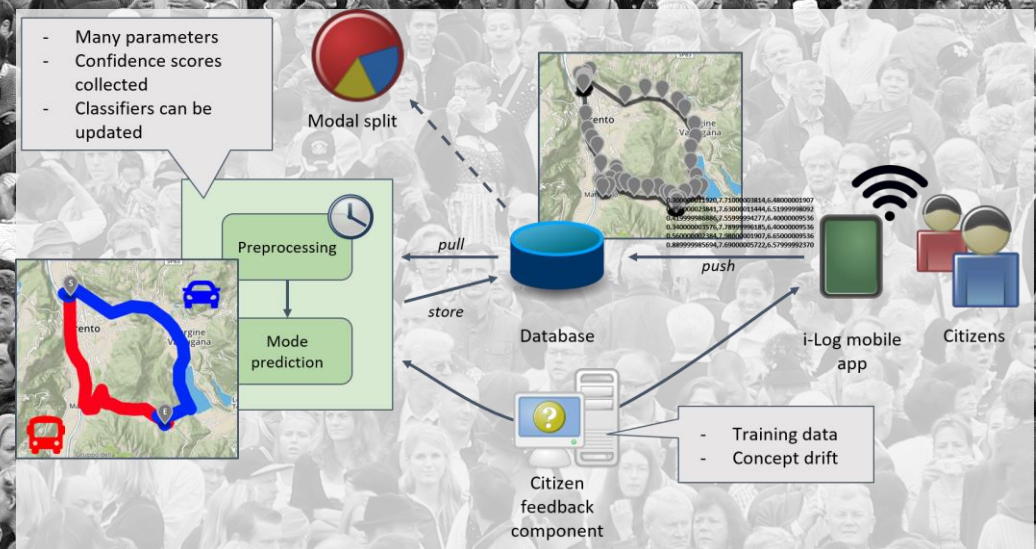 - Many parameters
- Confidence scores
collected
- Classifiers can be
updated
Modal split
Preprocessing
Mode
prediction
pull
store
push
Database
i-Log mobile
app
Citizens
Citizen
feedback
component
- Training data
- Concept drift
rento
S
E
?